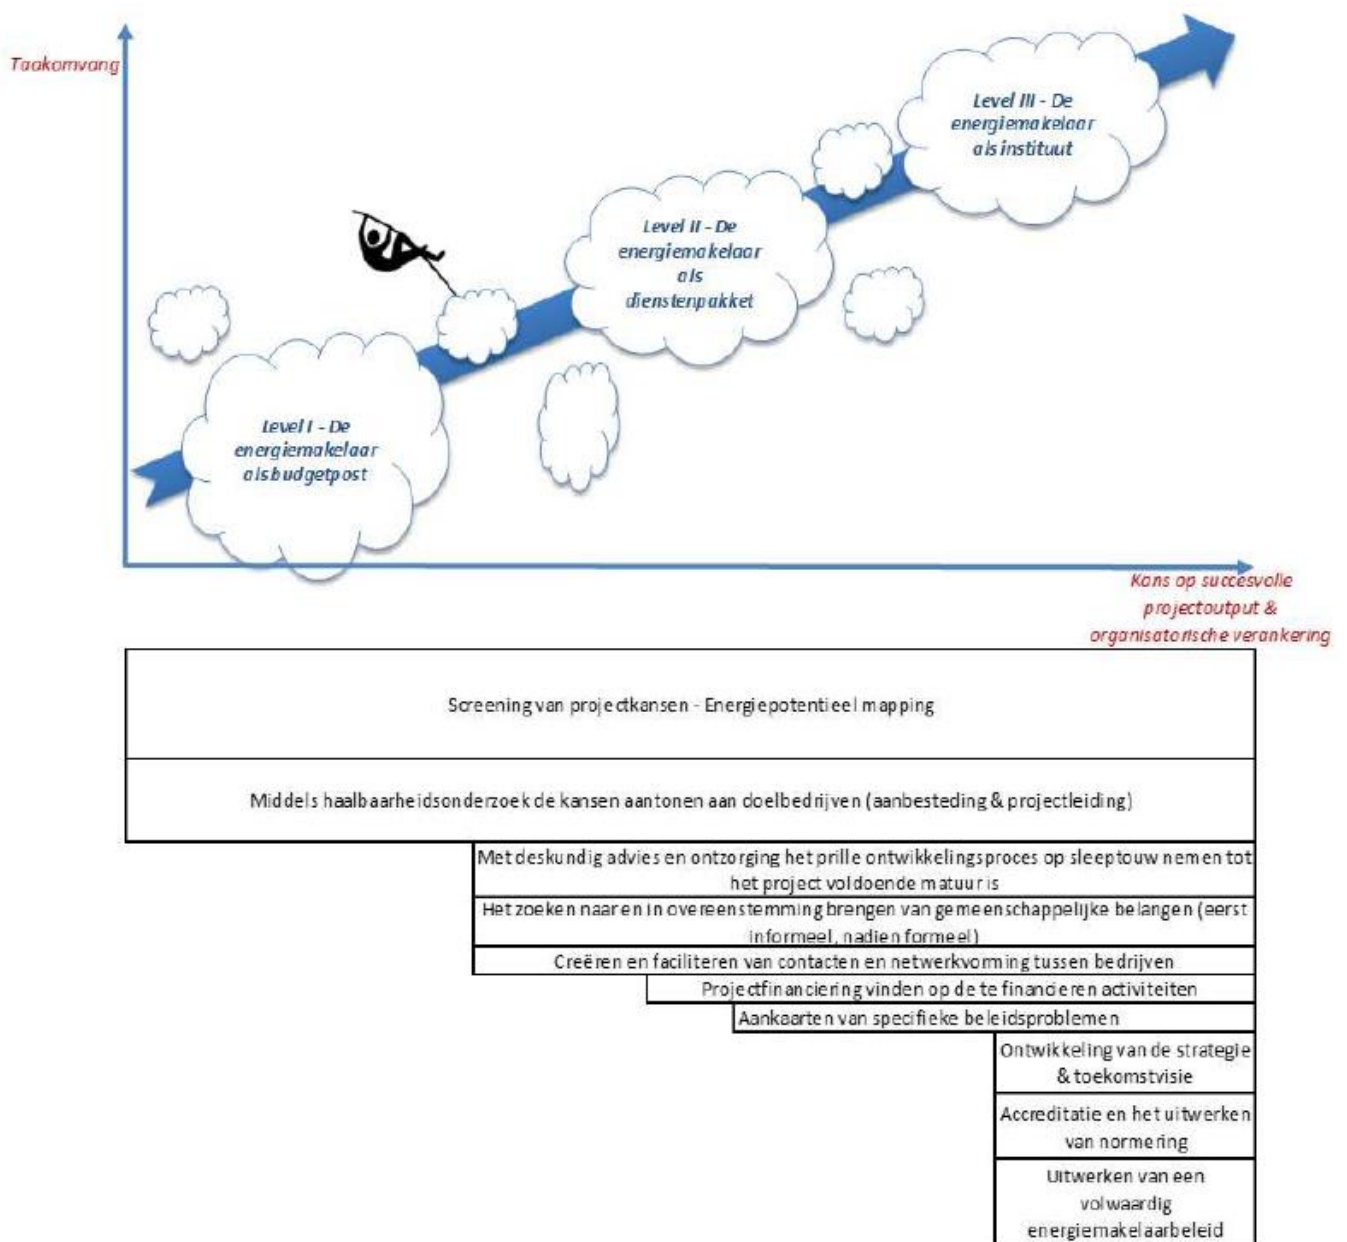 Taakomvang
Level III - De
energiemakelaar
als instituut
Level II - De
energiemakelaar
als
dienstenpakket
Level I - De
energiemakelaar
als budgetpost
Kans op succesvolle
projectoutput &
organisatorische verankering
Screening van projectkansen - Energiepotentieel mapping
Middels haalbaarheidsonderzoek de kansen aantonen aan doelbedrijven (aanbesteding & projectleiding)
Met deskundig advies en ontzorging het prille ontwikkelingsproces op sleeptouw nemen tot
het project voldoende matuur is
Het zoeken naar en in overeenstemming brengen van gemeenschappelijke belangen (eerst
informeel, nadien formeel)
Creëren en faciliteren van contacten en netwerkvorming tussen bedrijven
Projectfinanciering vinden op de te financieren activiteiten
Aankaarten van specifieke beleidsproblemen
Ontwikkeling van de strategie
& toekomstvisie
Accreditatie en het uitwerken
van normering
Uitwerken van een
volwaardig
energiemakelaarbeleid